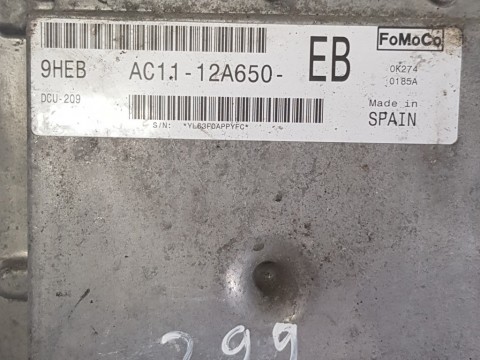 FoMoCo
9HEB AC11-12A650- EB
0K274
0185A
DCU-209
Made in
SPAIN
S/N: *YL63F0APPYFC*
299